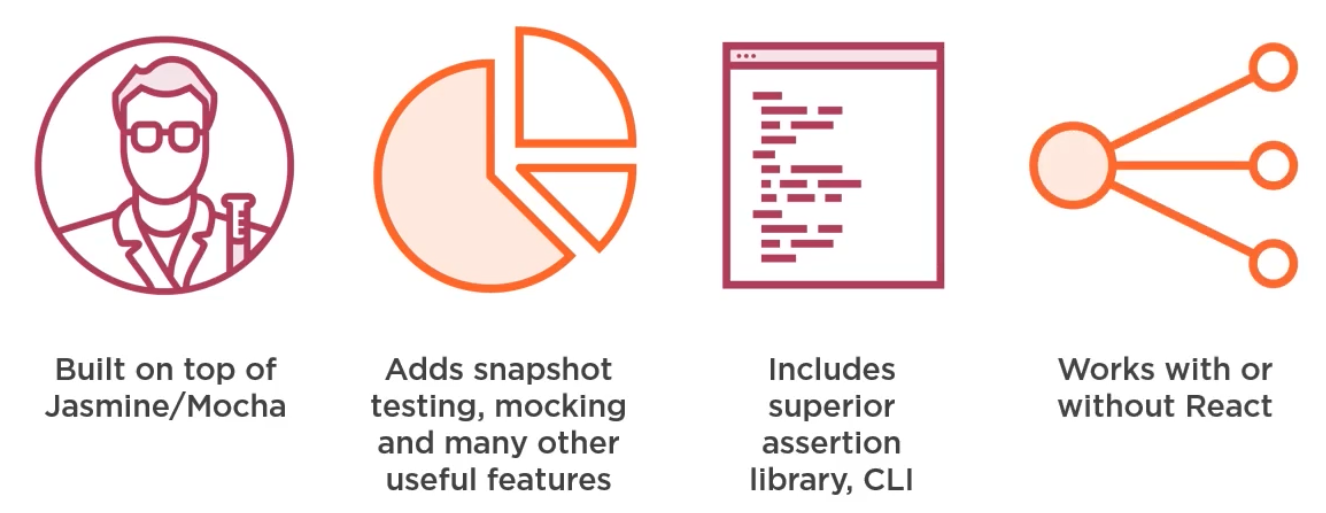 Built on top of
Jasmine/Mocha
Adds snapshot
testing, mocking
and many other
useful features
Includes
superior
assertion
library, CLI
Works with or
without React